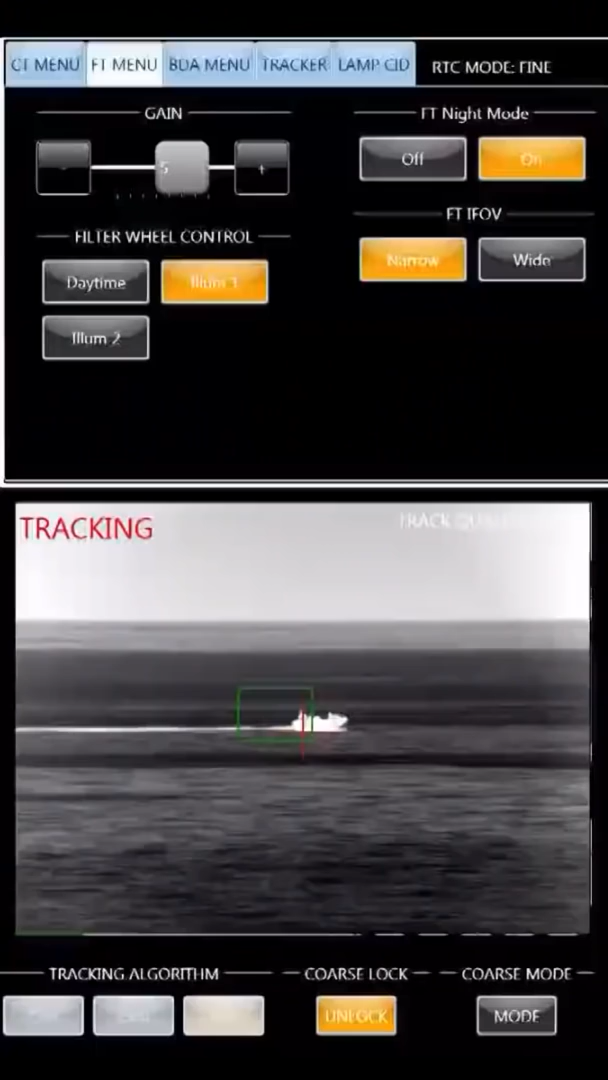 CT MENU FT MENU BUA MENU TRACKER LAMP CID RTC MODE: FINE
GAIN FT Night Mode
- 5 + Off On
FT IFOV
FILTER WHEEL CONTROL
Narrow Wide
Daytime Illum 1
Illum 2
TRACKING TRACK
TRACKING ALGORITHM COARSE LOCK COARSE MODE
UNLOCK MODE